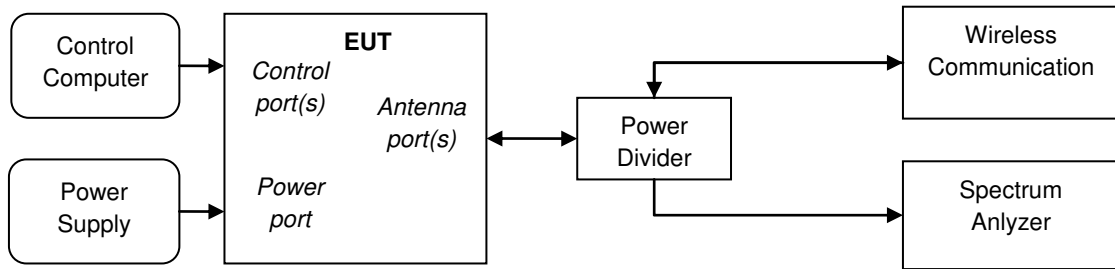 Control
Computer
Power
Supply
EUT
Control
port(s)
Antenna
port(s)
Power
port
Power
Divider
Wireless
Communication
Spectrum
Anlyzer